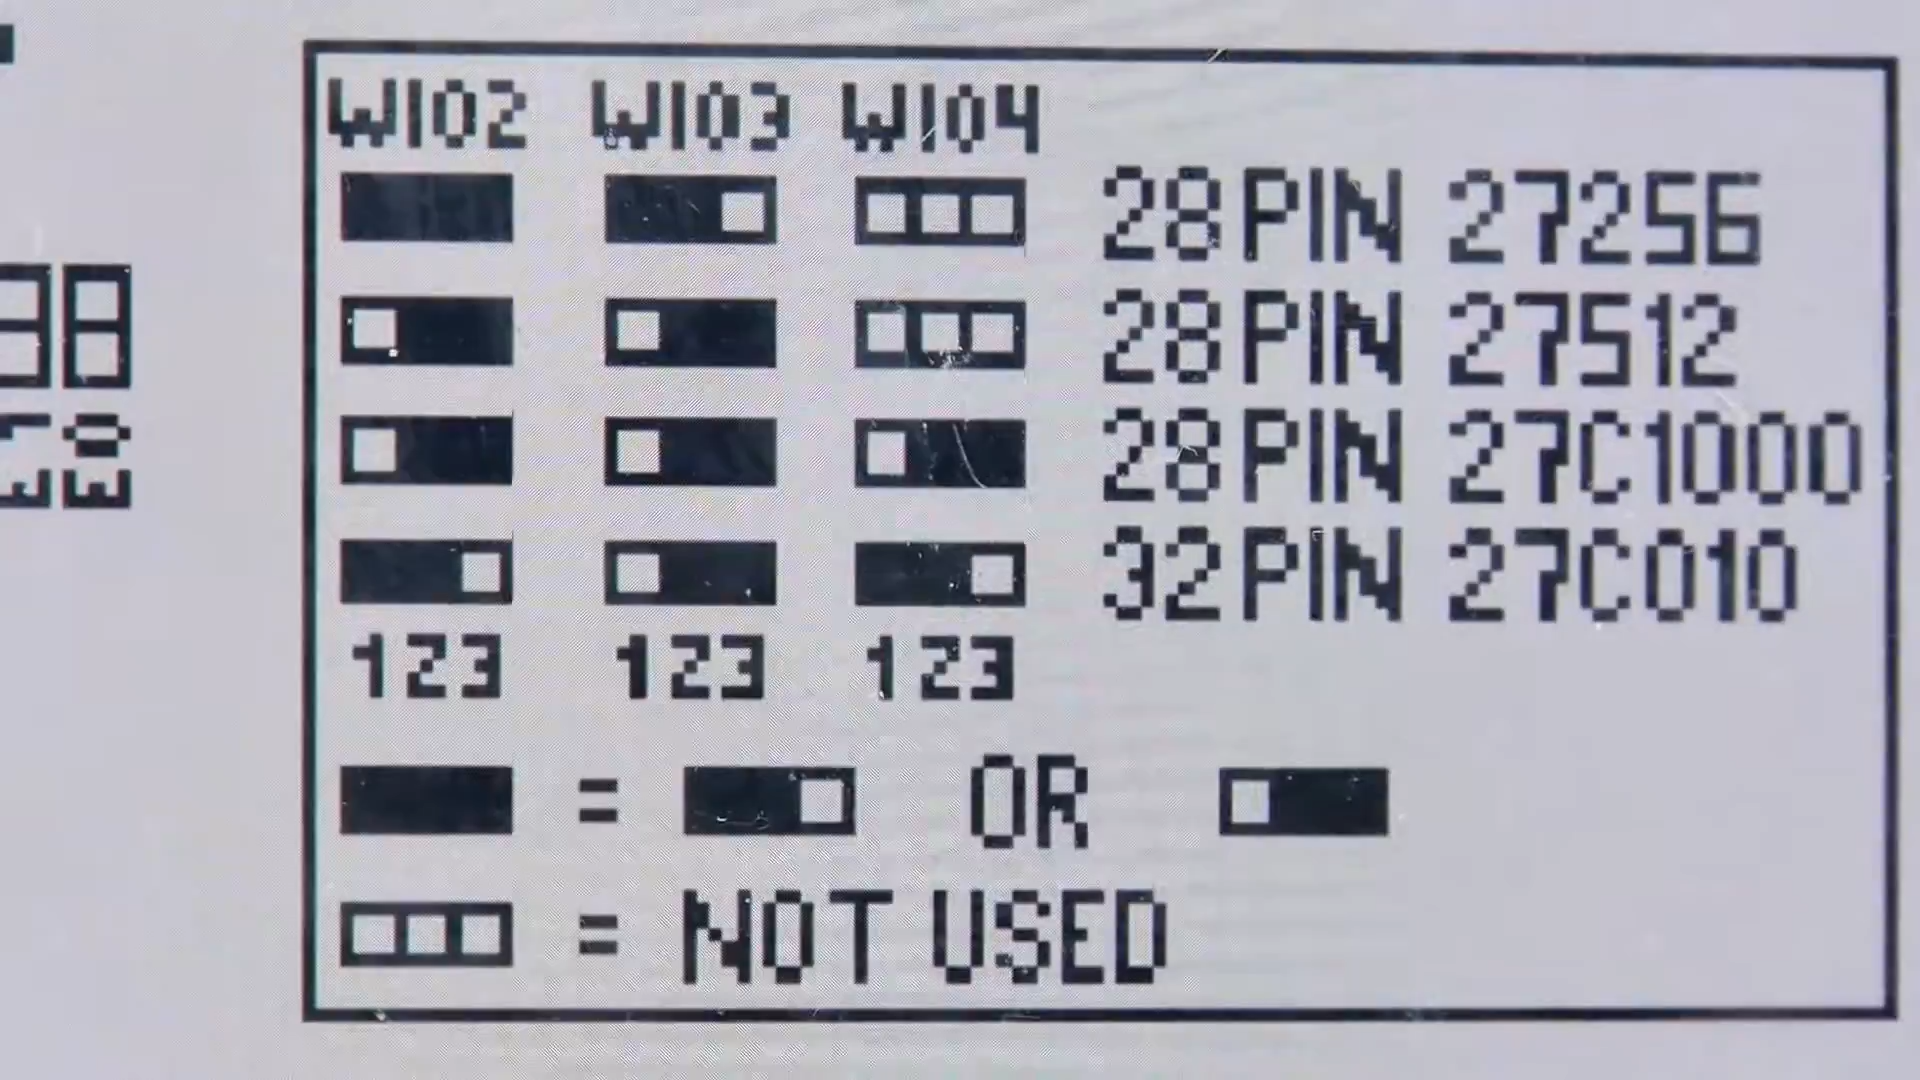 W102 W103 W104
28PIN 27256
28PIN 27512
28PIN 27C1000
32PIN 27C010
123 123 123
= OR
= NOT USED